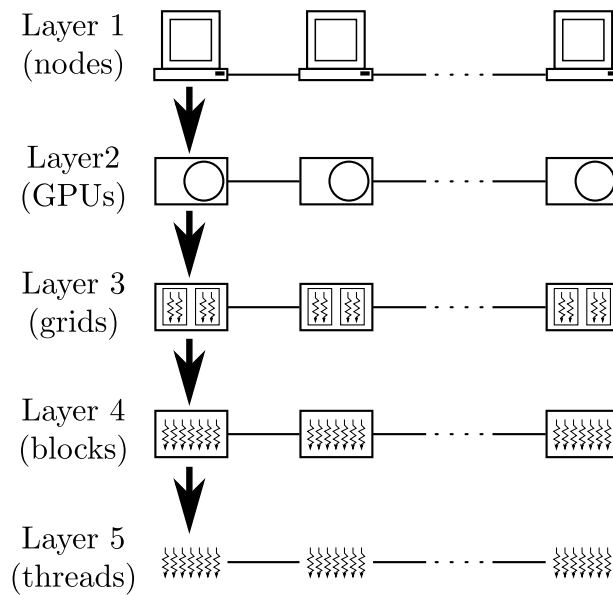 Layer 1
(nodes)
Layer2
(GPUs)
Layer 3
(grids)
Layer 4
(blocks)
Layer 5
(threads)